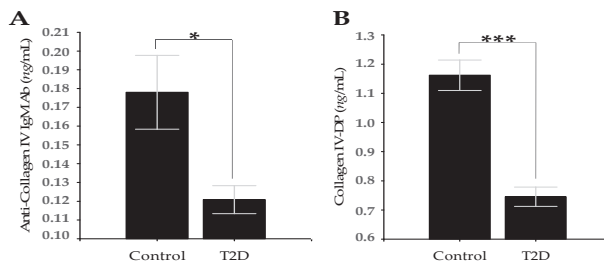 A
Anti-Collagen IV IgMAb (ng/mL)
0.21
0.20
0.19
0.18
0.17
0.16
0.15
0.14
0.13
0.12
0.11
0.10
*
Control
T2D
B
Collagen IV-DP (ng/mL)
1.3
1.2
1.1
1.0
0.9
0.8
0.7
0.6
***
Control
T2D